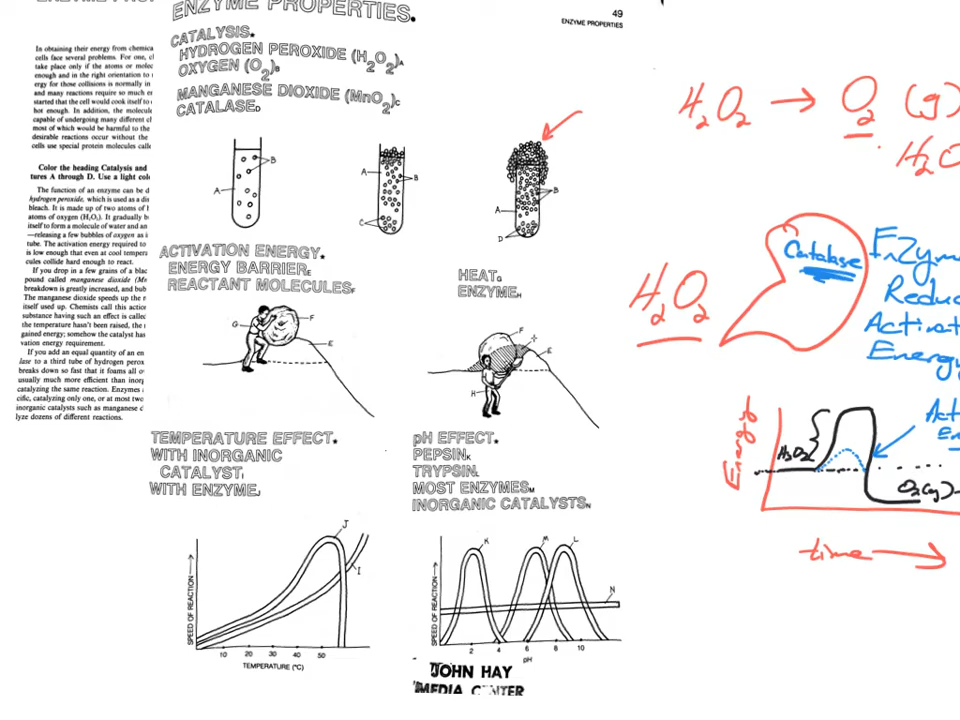 ENZYME PROPERTIES.
49
ENZYME PROPERTIES
In obtaining their energy from chemica
cells face several problems. For one, cl
take place only if the atoms or molec
enough and in the right orientation to
ergy for those collisions is normally in
and many reactions require so much er
started that the cell would cook itself to
hot enough. In addition, the molecule
capable of undergoing many different cl
most of which would be harmful to the
desirable reactions occur without the
cells use special protein molecules calle
Color the heading Catalysis and
tures A through D. Use a light colo
The function of an enzyme can be d
hydrogen peroxide, which is used as a dis
bleach. It is made up of two atoms of l
atoms of oxygen (H2O2). It gradually b
itself to form a molecule of water and an
—releasing a few bubbles of oxygen as i
tube. The activation energy required to
is low enough that even at cool tempera
cules collide hard enough to react.
If you drop in a few grains of a blac
pound called manganese dioxide (Mn
breakdown is greatly increased, and bub
The manganese dioxide speeds up the r
itself used up. Chemists call this action
substance having such an effect is callec
the temperature hasn't been raised, the
gained energy; somehow the catalyst has
vation energy requirement.
If you add an equal quantity of an en
lase to a third tube of hydrogen perox
breaks down so fast that it foams all o
usually much more efficient than inorg
catalyzing the same reaction. Enzymes
cific, catalyzing only one, or at most two
inorganic catalysts such as manganese d
lyze dozens of different reactions.
CATALYSIS.
HYDROGEN PEROXIDE (H2O2)A
OXYGEN (O2)B
MANGANESE DIOXIDE (MnO2)C
CATALASED
A
B
A
B
C
A
B
D
ACTIVATION ENERGY.
ENERGY BARRIERE
REACTANT MOLECULESF
HEATG
ENZYMEH
G
F
E
F
E
H
TEMPERATURE EFFECT.
WITH INORGANIC
CATALYSTI
WITH ENZYMEJ
pH EFFECT.
PEPSINK
TRYPSINL
MOST ENZYMESM
INORGANIC CATALYSTSN
J
I
SPEED OF REACTION
10 20 30 40 50
TEMPERATURE (°C)
K
M
L
N
SPEED OF REACTION
2 4 6 8 10
pH
JOHN HAY
MEDIA CENTER
H2O2 → O2 (g)
H2O
H2O2
Catalase
Enzyme
Reduc
Activat
Energy
Energy
H2O2
Act
En
O2(g)
time